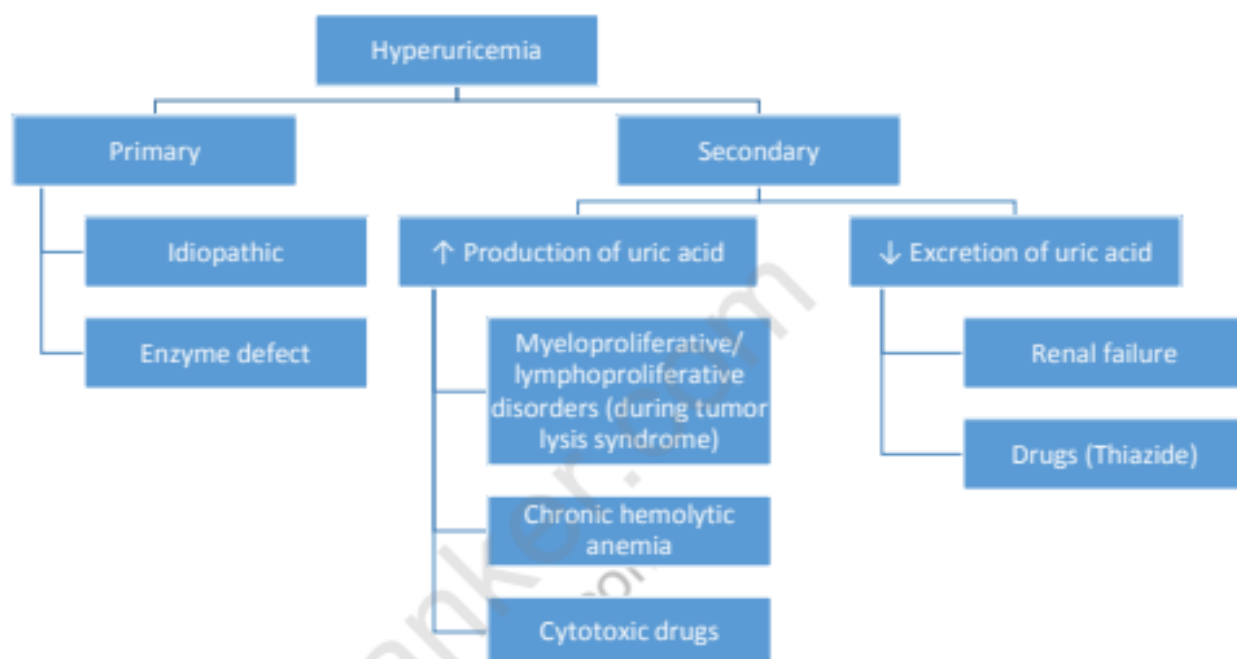 Hyperuricemia
Primary
Secondary
Idiopathic
↑ Production of uric acid
↓ Excretion of uric acid
Enzyme defect
Myeloproliferative/
lymphoproliferative
disorders (during tumor
lysis syndrome)
Renal failure
Drugs (Thiazide)
Chronic hemolytic
anemia
Cytotoxic drugs